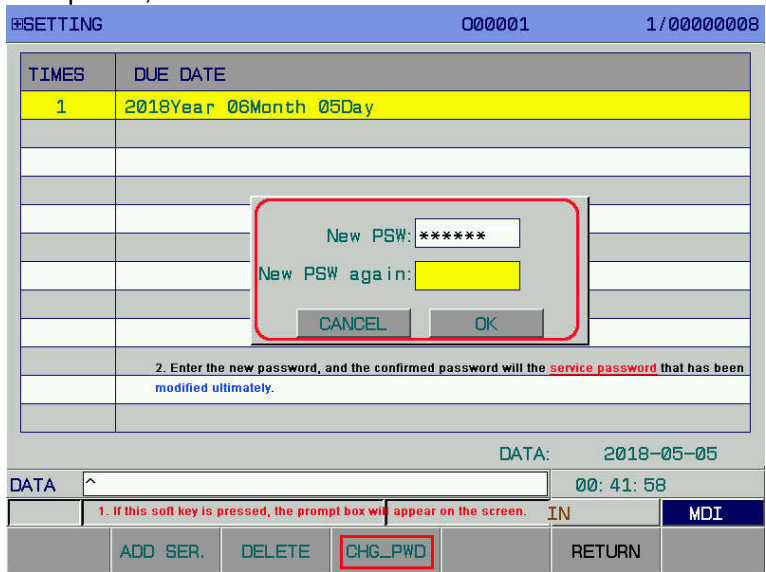 SETTING O00001 1/00000008
TIMES DUE DATE
1 2018Year 06Month 05Day
New PSW: ******
New PSW again:
CANCEL OK
2. Enter the new password, and the confirmed password will the service password that has been
modified ultimately.
DATA: 2018-05-05
DATA ^ 00:41:58
1. If this soft key is pressed, the prompt box will appear on the screen. IN MDI
ADD SER. DELETE CHG_PWD RETURN